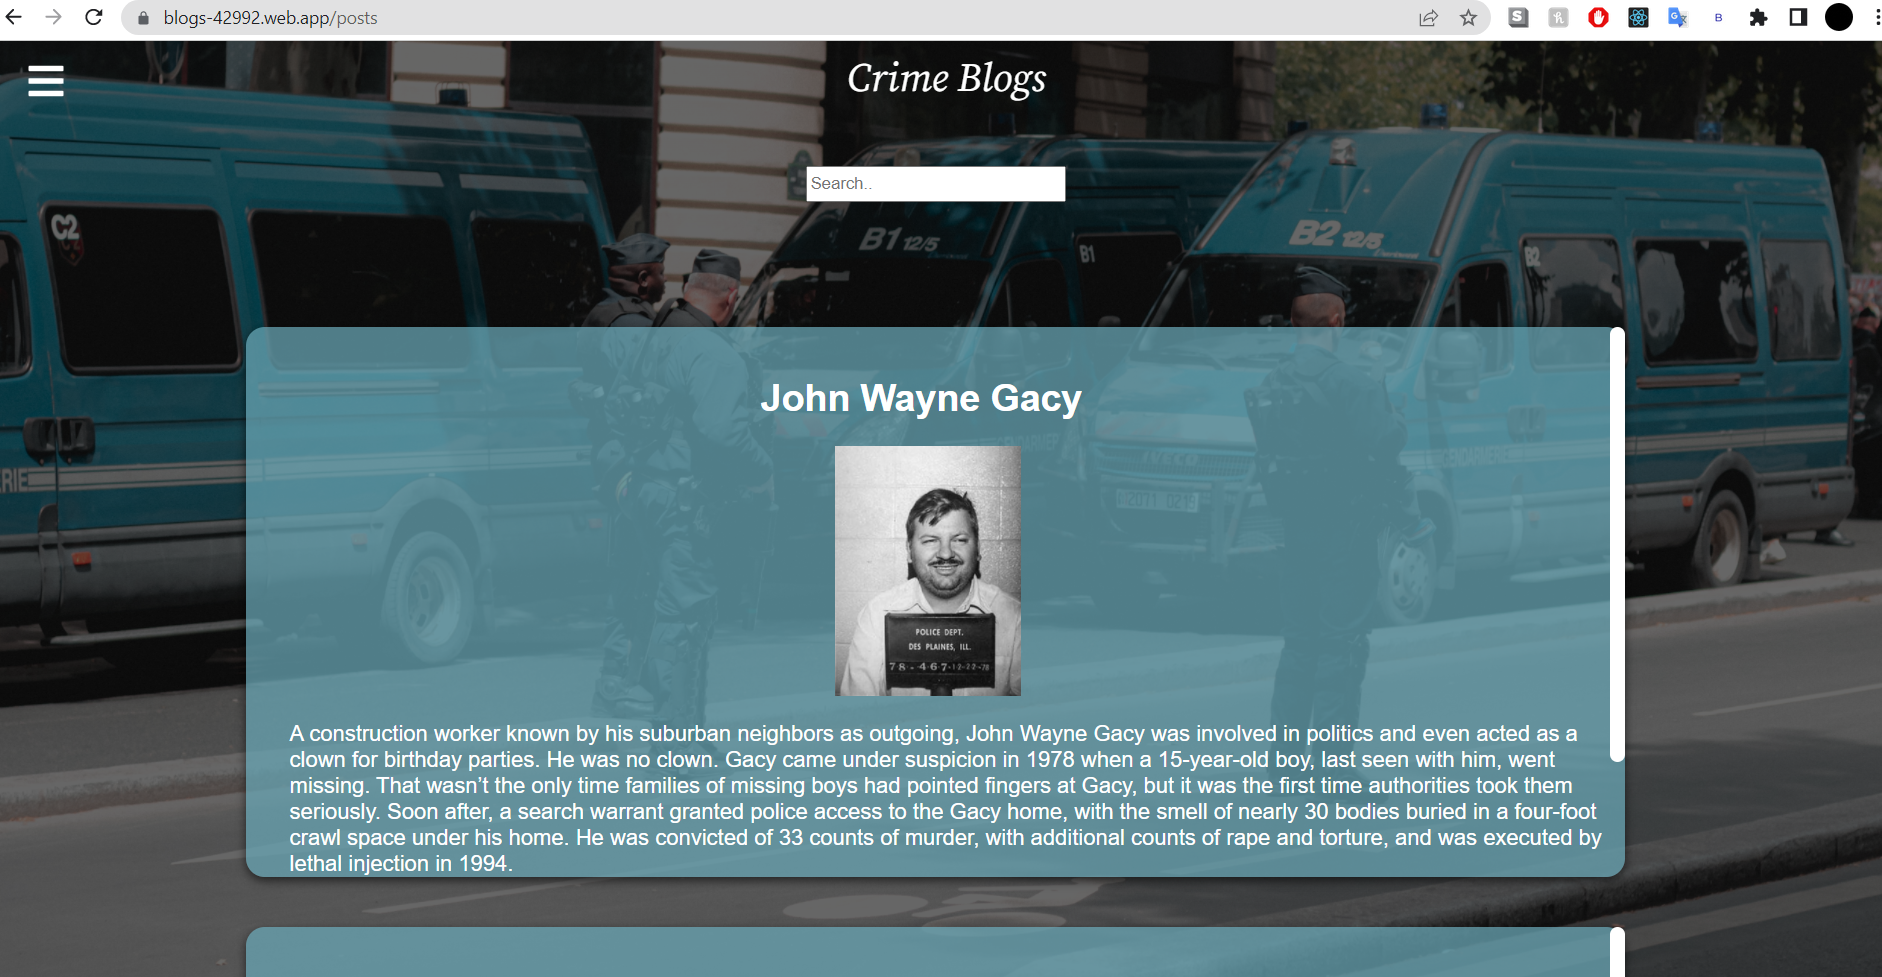 blogs-42992.web.app/posts
Crime Blogs
Search..
C2
B1 12/5
B1
B2 12/5
B2
John Wayne Gacy
GENDARMERIE
RIE
POLICE DEPT.
DES PLAINES, ILL.
78-467-12-22-78
A construction worker known by his suburban neighbors as outgoing, John Wayne Gacy was involved in politics and even acted as a
clown for birthday parties. He was no clown. Gacy came under suspicion in 1978 when a 15-year-old boy, last seen with him, went
missing. That wasn’t the only time families of missing boys had pointed fingers at Gacy, but it was the first time authorities took them
seriously. Soon after, a search warrant granted police access to the Gacy home, with the smell of nearly 30 bodies buried in a four-foot
crawl space under his home. He was convicted of 33 counts of murder, with additional counts of rape and torture, and was executed by
lethal injection in 1994.